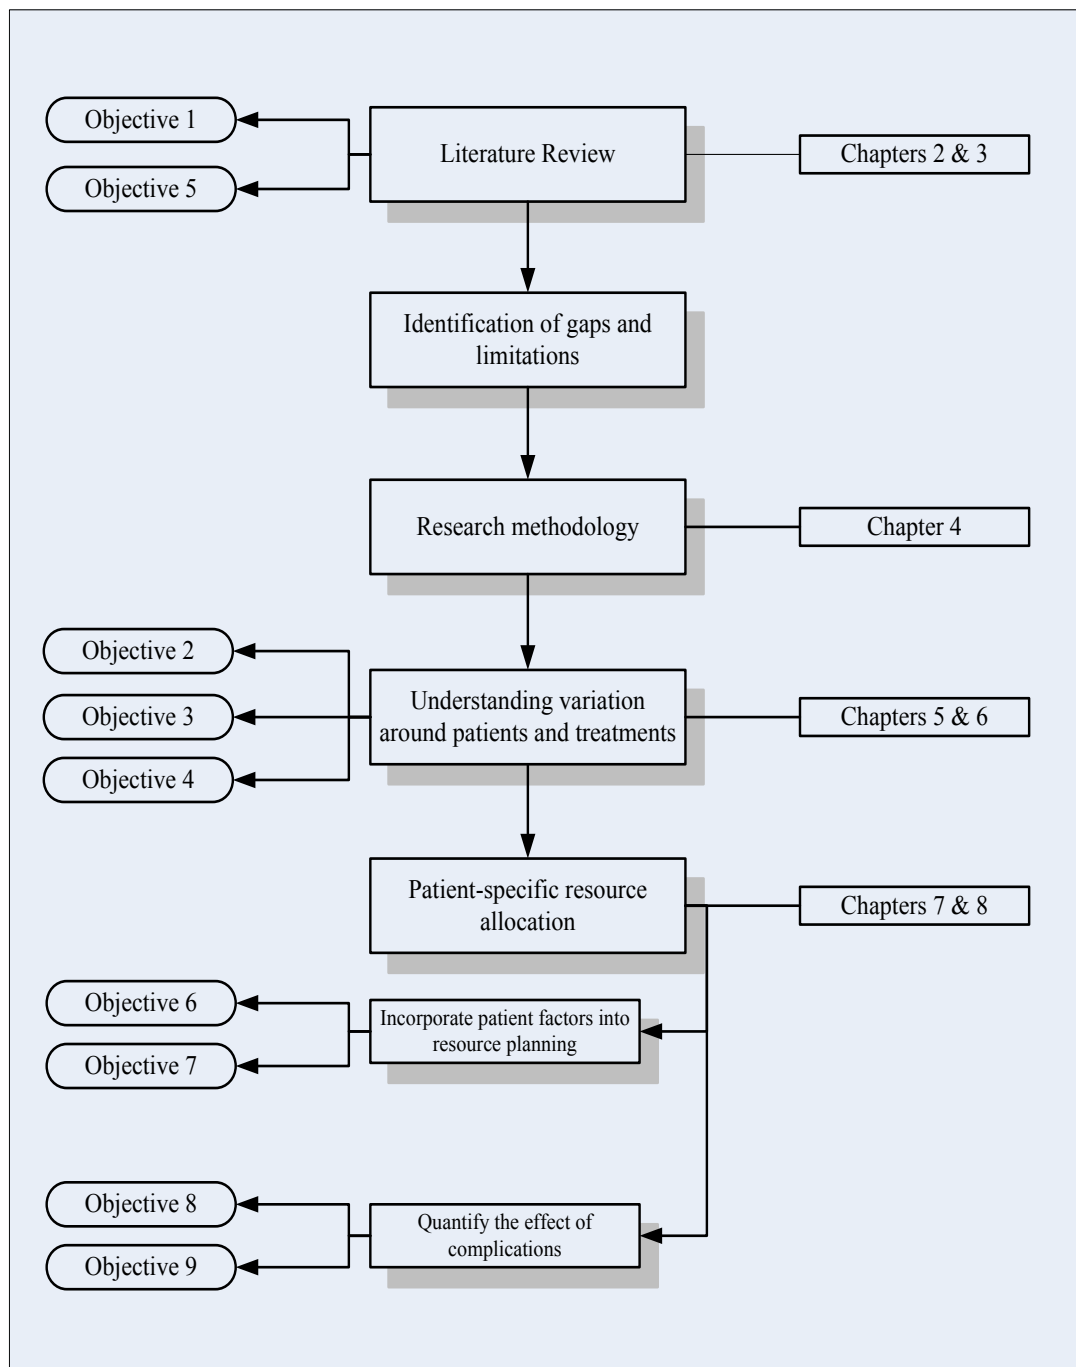 Objective 1
Literature Review
Chapters 2 & 3
Objective 5
Identification of gaps and
limitations
Research methodology
Chapter 4
Objective 2
Objective 3
Objective 4
Understanding variation
around patients and treatments
Chapters 5 & 6
Patient-specific resource
allocation
Chapters 7 & 8
Objective 6
Objective 7
Incorporate patient factors into
resource planning
Objective 8
Objective 9
Quantify the effect of
complications